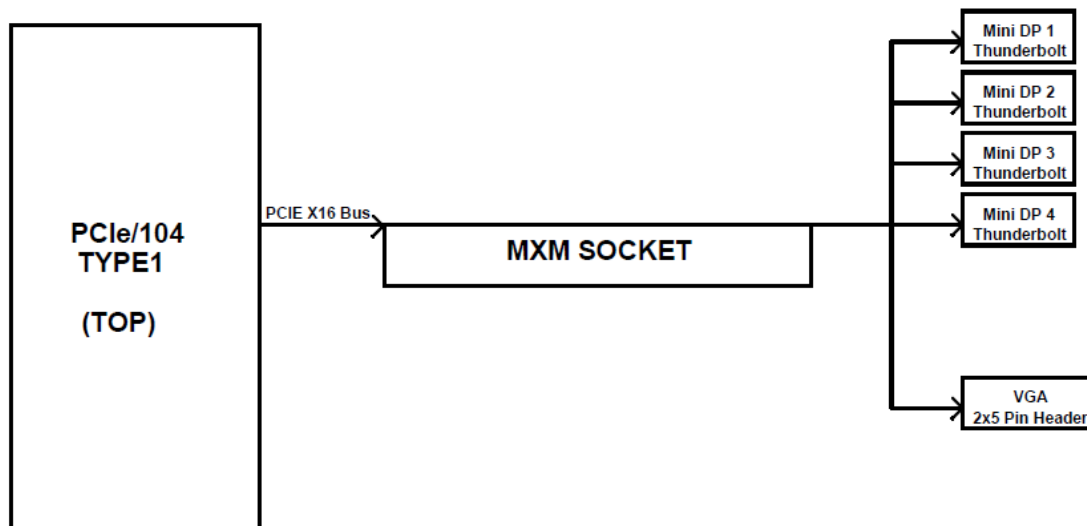 PCIe/104
TYPE1
(TOP)
PCIE X16 Bus
MXM SOCKET
Mini DP 1
Thunderbolt
Mini DP 2
Thunderbolt
Mini DP 3
Thunderbolt
Mini DP 4
Thunderbolt
VGA
2x5 Pin Header